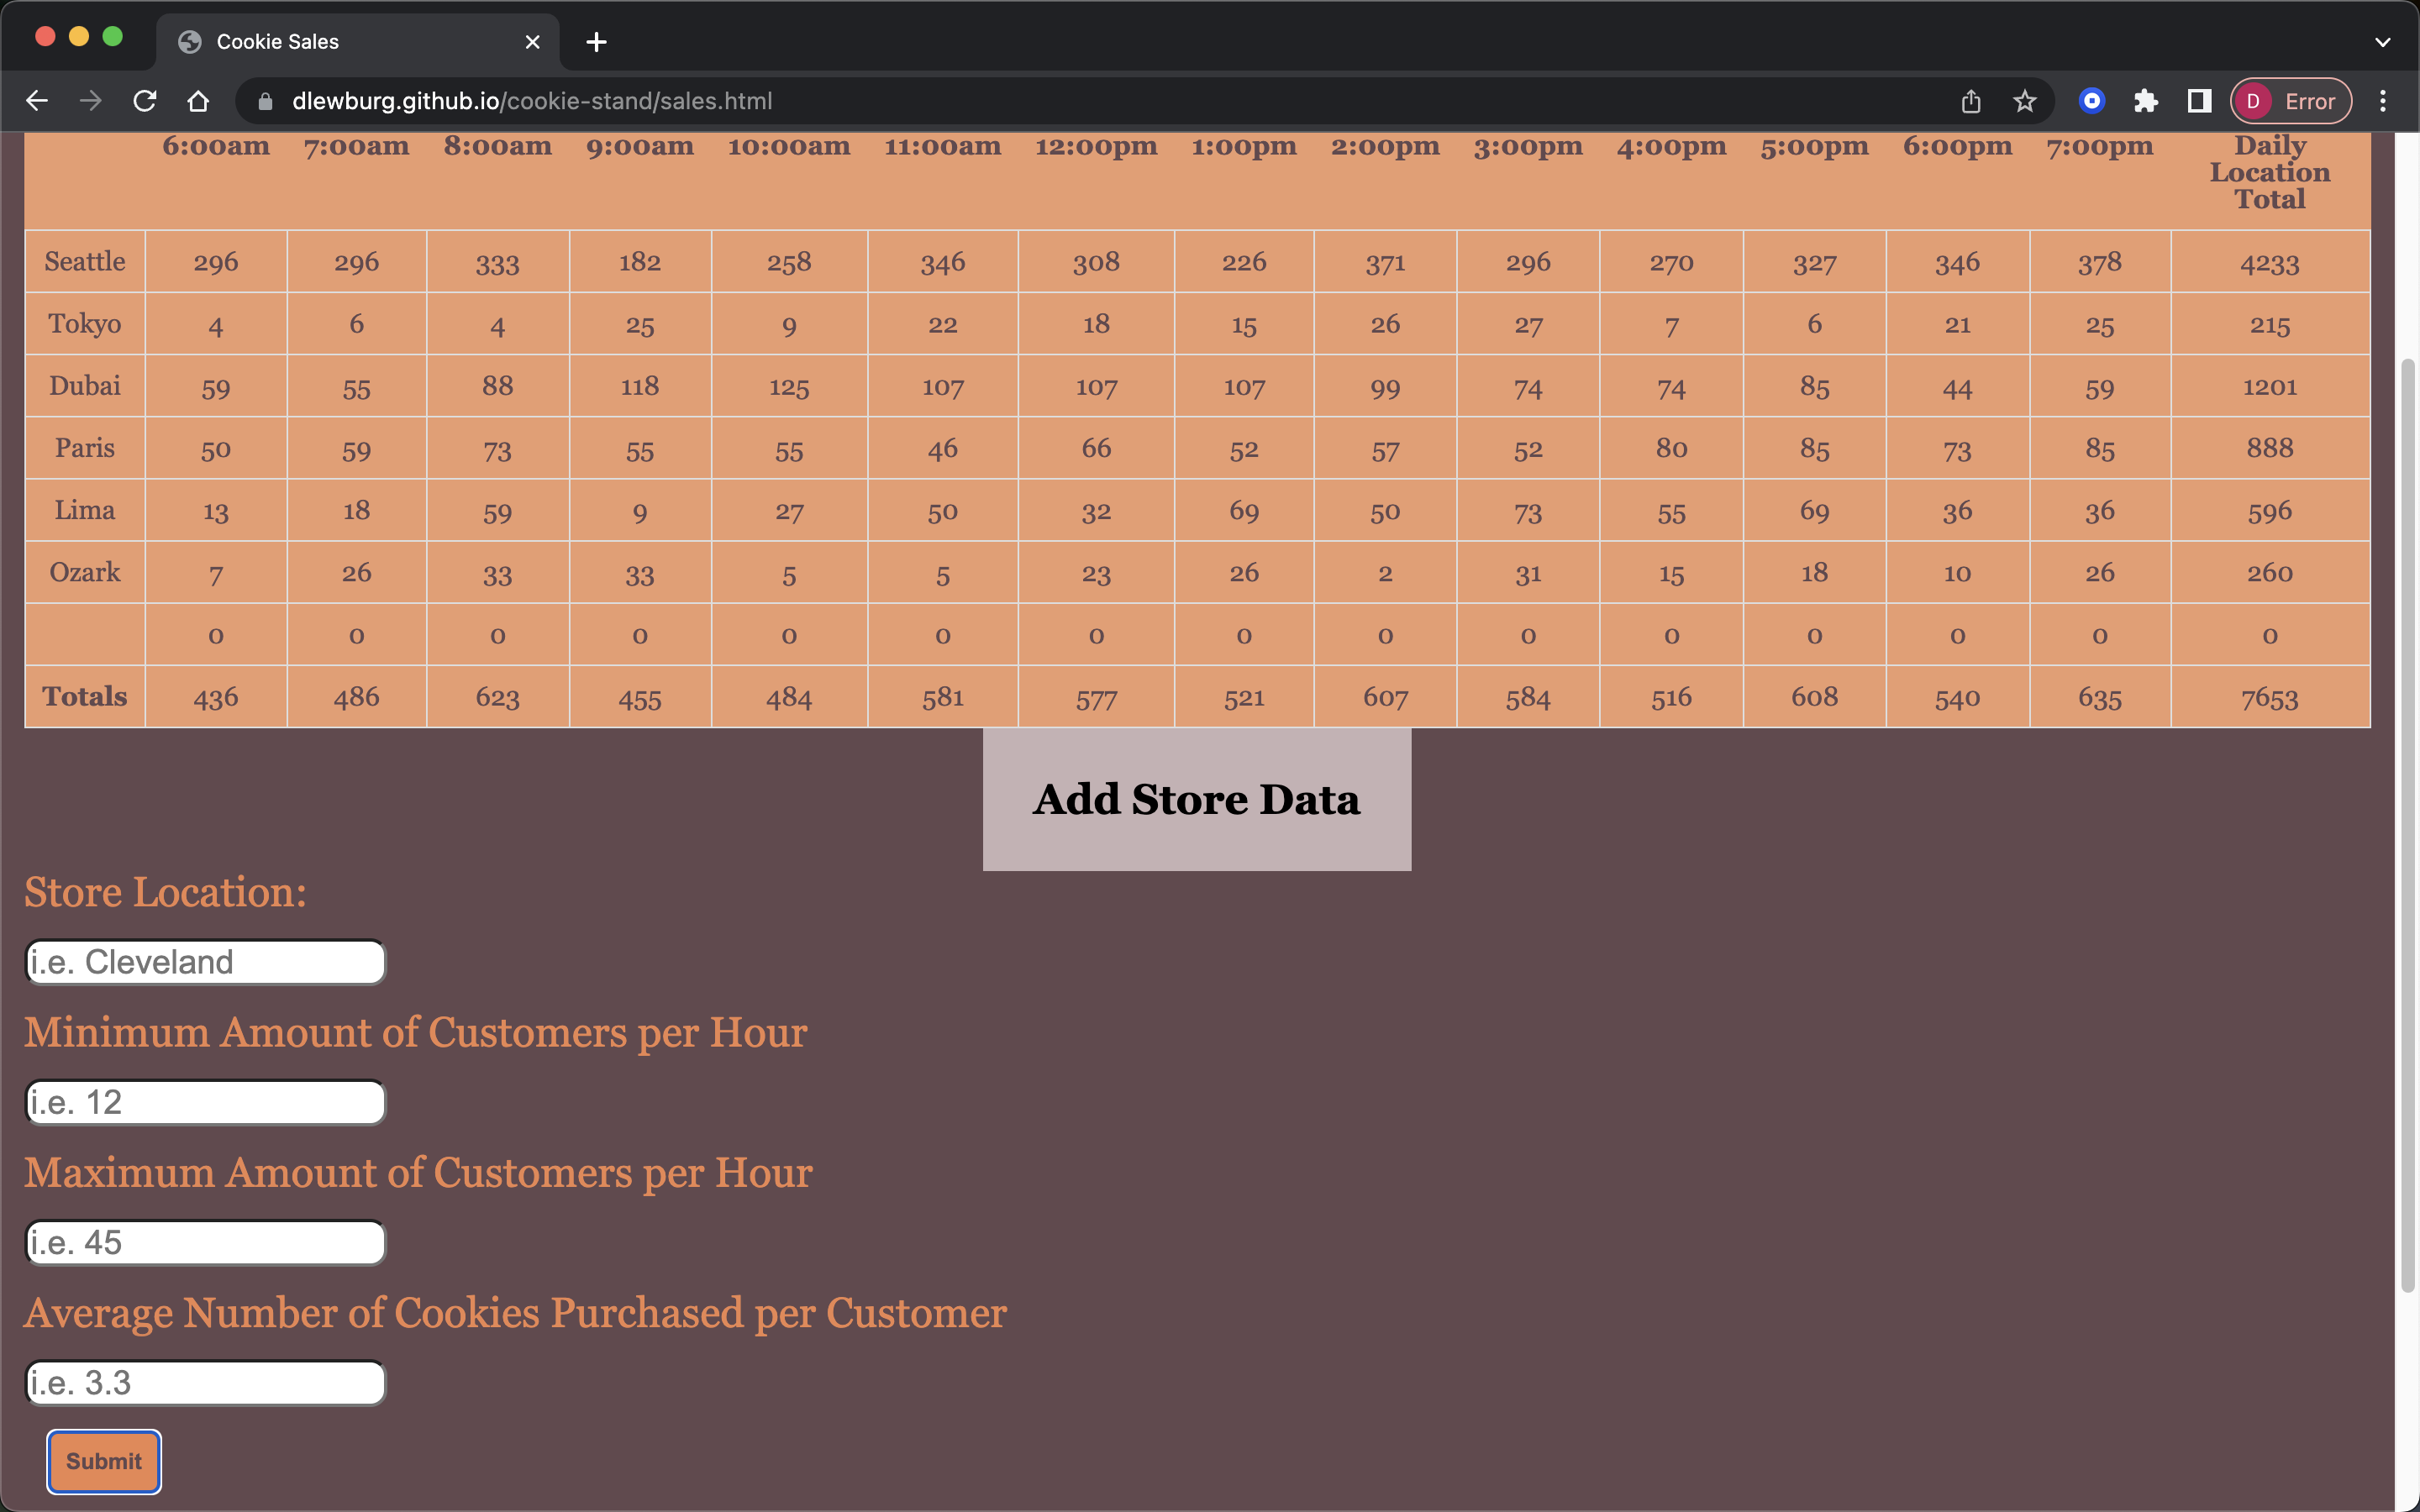 Cookie Sales
dlewburg.github.io/cookie-stand/sales.html
D Error
6:00am 7:00am 8:00am 9:00am 10:00am 11:00am 12:00pm 1:00pm 2:00pm 3:00pm 4:00pm 5:00pm 6:00pm 7:00pm Daily
Location
Total
Seattle 296 296 333 182 258 346 308 226 371 296 270 327 346 378 4233
Tokyo 4 6 4 25 9 22 18 15 26 27 7 6 21 25 215
Dubai 59 55 88 118 125 107 107 107 99 74 74 85 44 59 1201
Paris 50 59 73 55 55 46 66 52 57 52 80 85 73 85 888
Lima 13 18 59 9 27 50 32 69 50 73 55 69 36 36 596
Ozark 7 26 33 33 5 5 23 26 2 31 15 18 10 26 260
0 0 0 0 0 0 0 0 0 0 0 0 0 0 0
Totals 436 486 623 455 484 581 577 521 607 584 516 608 540 635 7653
Add Store Data
Store Location:
i.e. Cleveland
Minimum Amount of Customers per Hour
i.e. 12
Maximum Amount of Customers per Hour
i.e. 45
Average Number of Cookies Purchased per Customer
i.e. 3.3
Submit